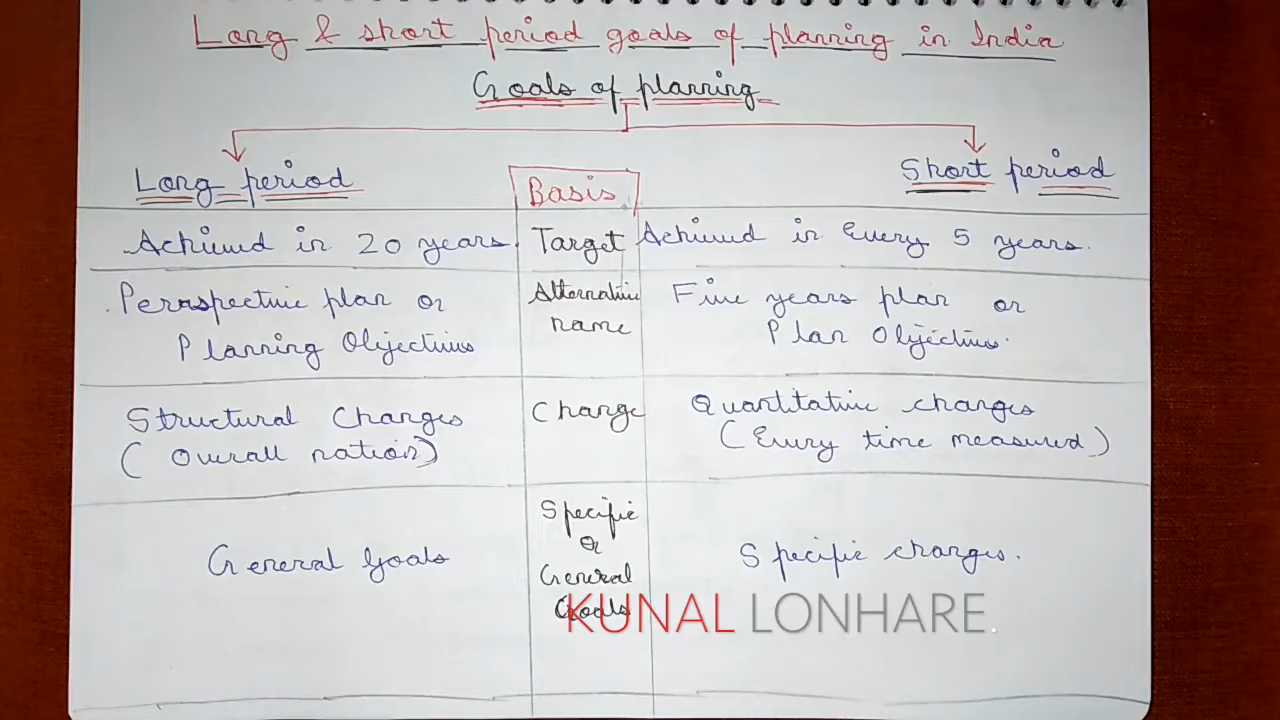 Long & short period goals of planning in India
Goals of planning
Long period
Basis
Short period
Achieved in 20 years.
Target
Achieved in Every 5 years.
Perspective plan or
Planning Objectives
Alternative
name
Five years plan or
Plan Objectives.
Structural Changes
(Overall nation)
Change
Quantitative changes
(Every time measured)
General goals
Specific
or
General
Goals
Specific changes.
KUNAL LONHARE.